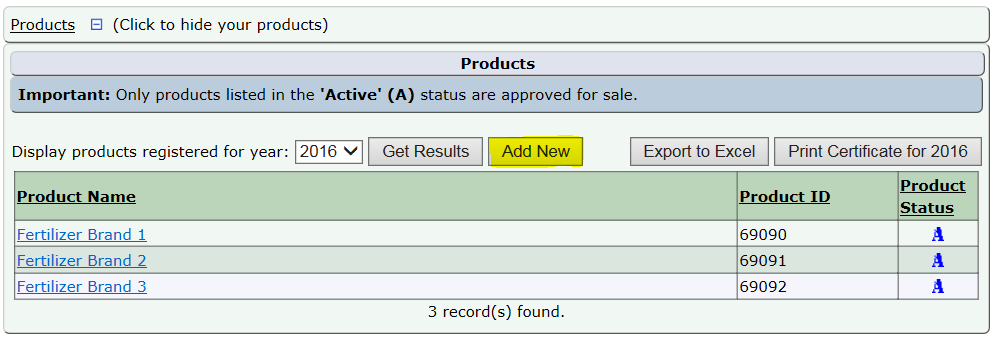 Products (Click to hide your products)
Products
Important: Only products listed in the 'Active' (A) status are approved for sale.
Display products registered for year: 2016 Get Results Add New Export to Excel Print Certificate for 2016
Product Name Product ID Product Status
Fertilizer Brand 1 69090 A
Fertilizer Brand 2 69091 A
Fertilizer Brand 3 69092 A
3 record(s) found.